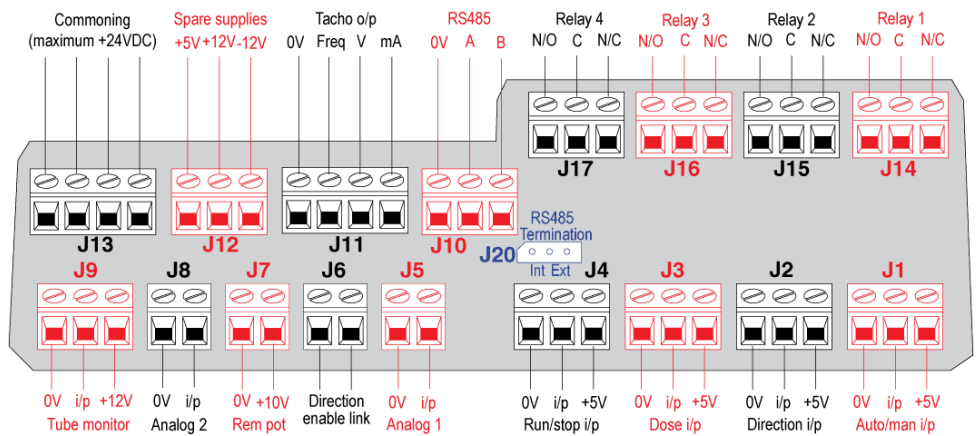 Commoning Spare supplies Tacho o/p RS485 Relay 4 Relay 3 Relay 2 Relay 1
(maximum +24VDC) +5V +12V -12V 0V Freq V mA 0V A B N/O C N/C N/O C N/C N/O C N/C N/O C N/C
J17 J16 J15 J14
J13 J12 J11 J10
RS485
Termination
J20
Int Ext
J9 J8 J7 J6 J5 J4 J3 J2 J1
0V i/p +12V 0V i/p 0V +10V Direction 0V i/p 0V i/p +5V 0V i/p +5V 0V i/p +5V 0V i/p +5V
Tube monitor Analog 2 Rem pot enable link Analog 1 Run/stop i/p Dose i/p Direction i/p Auto/man i/p